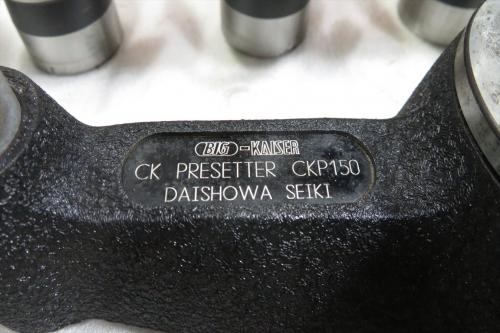 BIG-KAISER
CK PRESETTER CKP150
DAISHOWA SEIKI